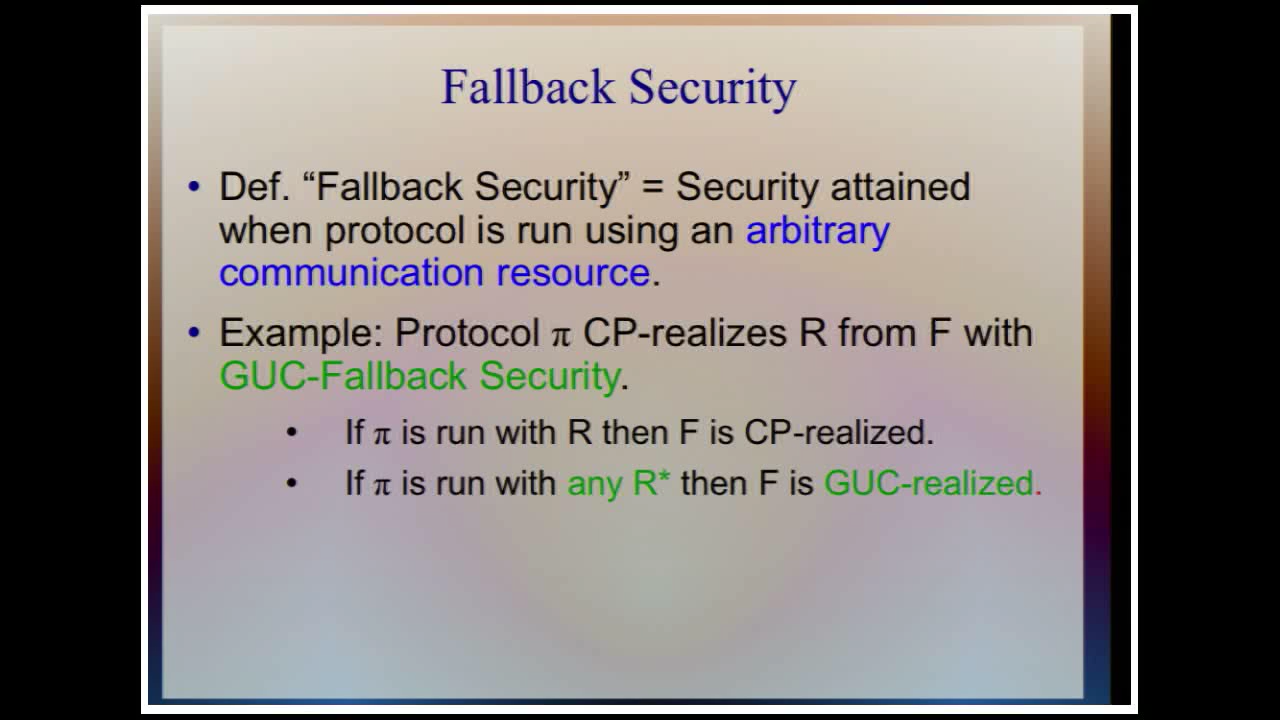 Fallback Security
• Def. “Fallback Security” = Security attained
when protocol is run using an arbitrary
communication resource.
• Example: Protocol π CP-realizes R from F with
GUC-Fallback Security.
• If π is run with R then F is CP-realized.
• If π is run with any R* then F is GUC-realized.